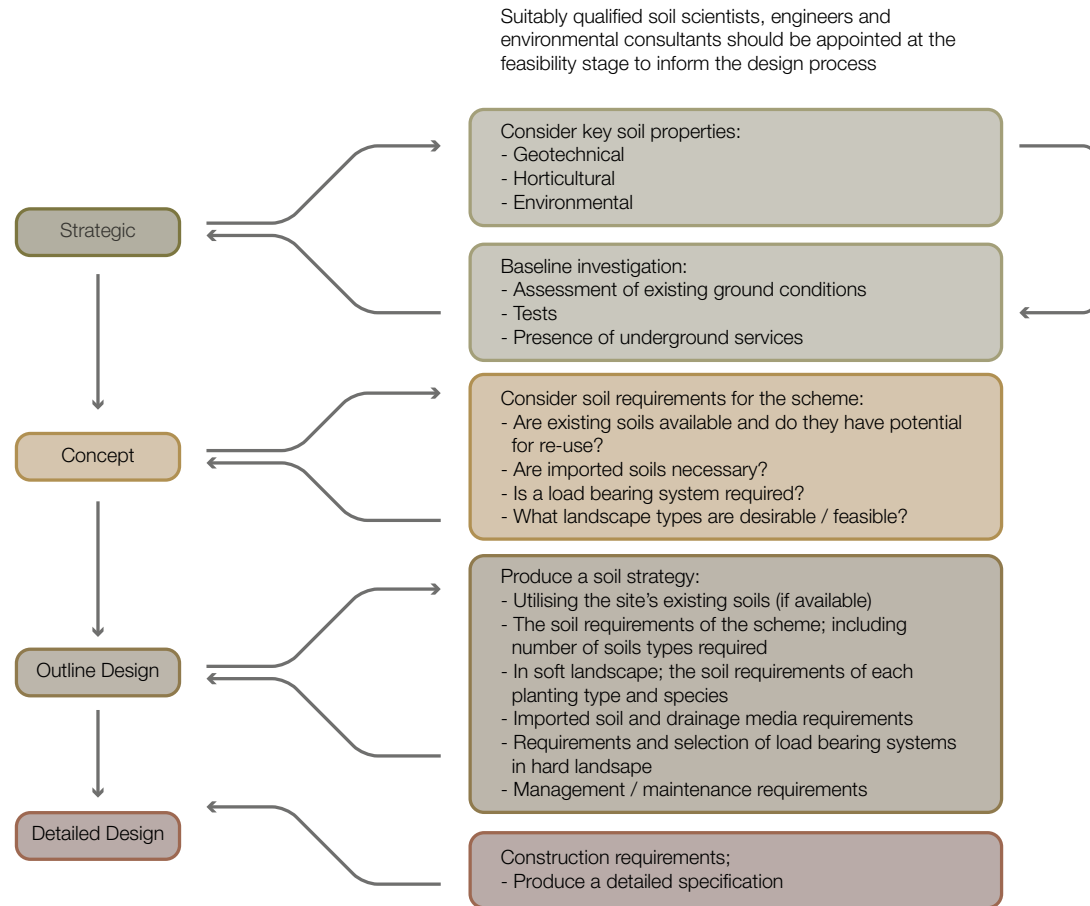 Suitably qualified soil scientists, engineers and
environmental consultants should be appointed at the
feasibility stage to inform the design process
Consider key soil properties:
- Geotechnical
- Horticultural
- Environmental
Strategic
Baseline investigation:
- Assessment of existing ground conditions
- Tests
- Presence of underground services
Consider soil requirements for the scheme:
- Are existing soils available and do they have potential
for re-use?
- Are imported soils necessary?
- Is a load bearing system required?
- What landscape types are desirable / feasible?
Concept
Produce a soil strategy:
- Utilising the site's existing soils (if available)
- The soil requirements of the scheme; including
number of soils types required
- In soft landscape; the soil requirements of each
planting type and species
- Imported soil and drainage media requirements
- Requirements and selection of load bearing systems
in hard landsape
- Management / maintenance requirements
Outline Design
Detailed Design
Construction requirements;
- Produce a detailed specification